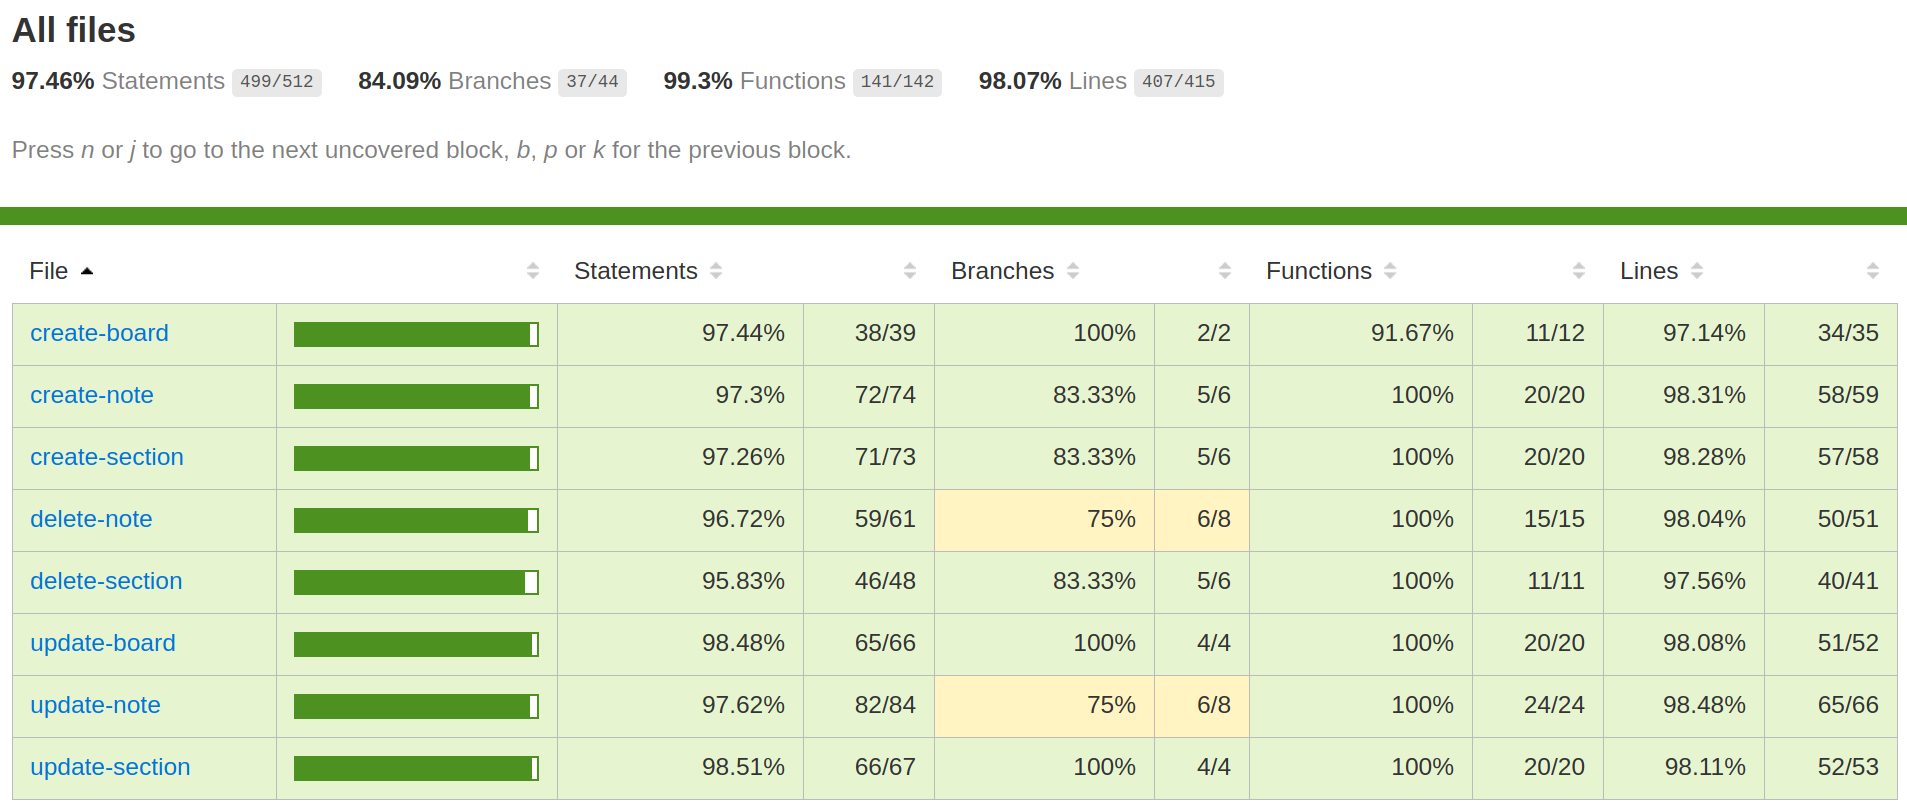 All files
97.46% Statements 499/512 84.09% Branches 37/44 99.3% Functions 141/142 98.07% Lines 407/415
Press n or j to go to the next uncovered block, b, p or k for the previous block.
File Statements Branches Functions Lines
create-board 97.44% 38/39 100% 2/2 91.67% 11/12 97.14% 34/35
create-note 97.3% 72/74 83.33% 5/6 100% 20/20 98.31% 58/59
create-section 97.26% 71/73 83.33% 5/6 100% 20/20 98.28% 57/58
delete-note 96.72% 59/61 75% 6/8 100% 15/15 98.04% 50/51
delete-section 95.83% 46/48 83.33% 5/6 100% 11/11 97.56% 40/41
update-board 98.48% 65/66 100% 4/4 100% 20/20 98.08% 51/52
update-note 97.62% 82/84 75% 6/8 100% 24/24 98.48% 65/66
update-section 98.51% 66/67 100% 4/4 100% 20/20 98.11% 52/53